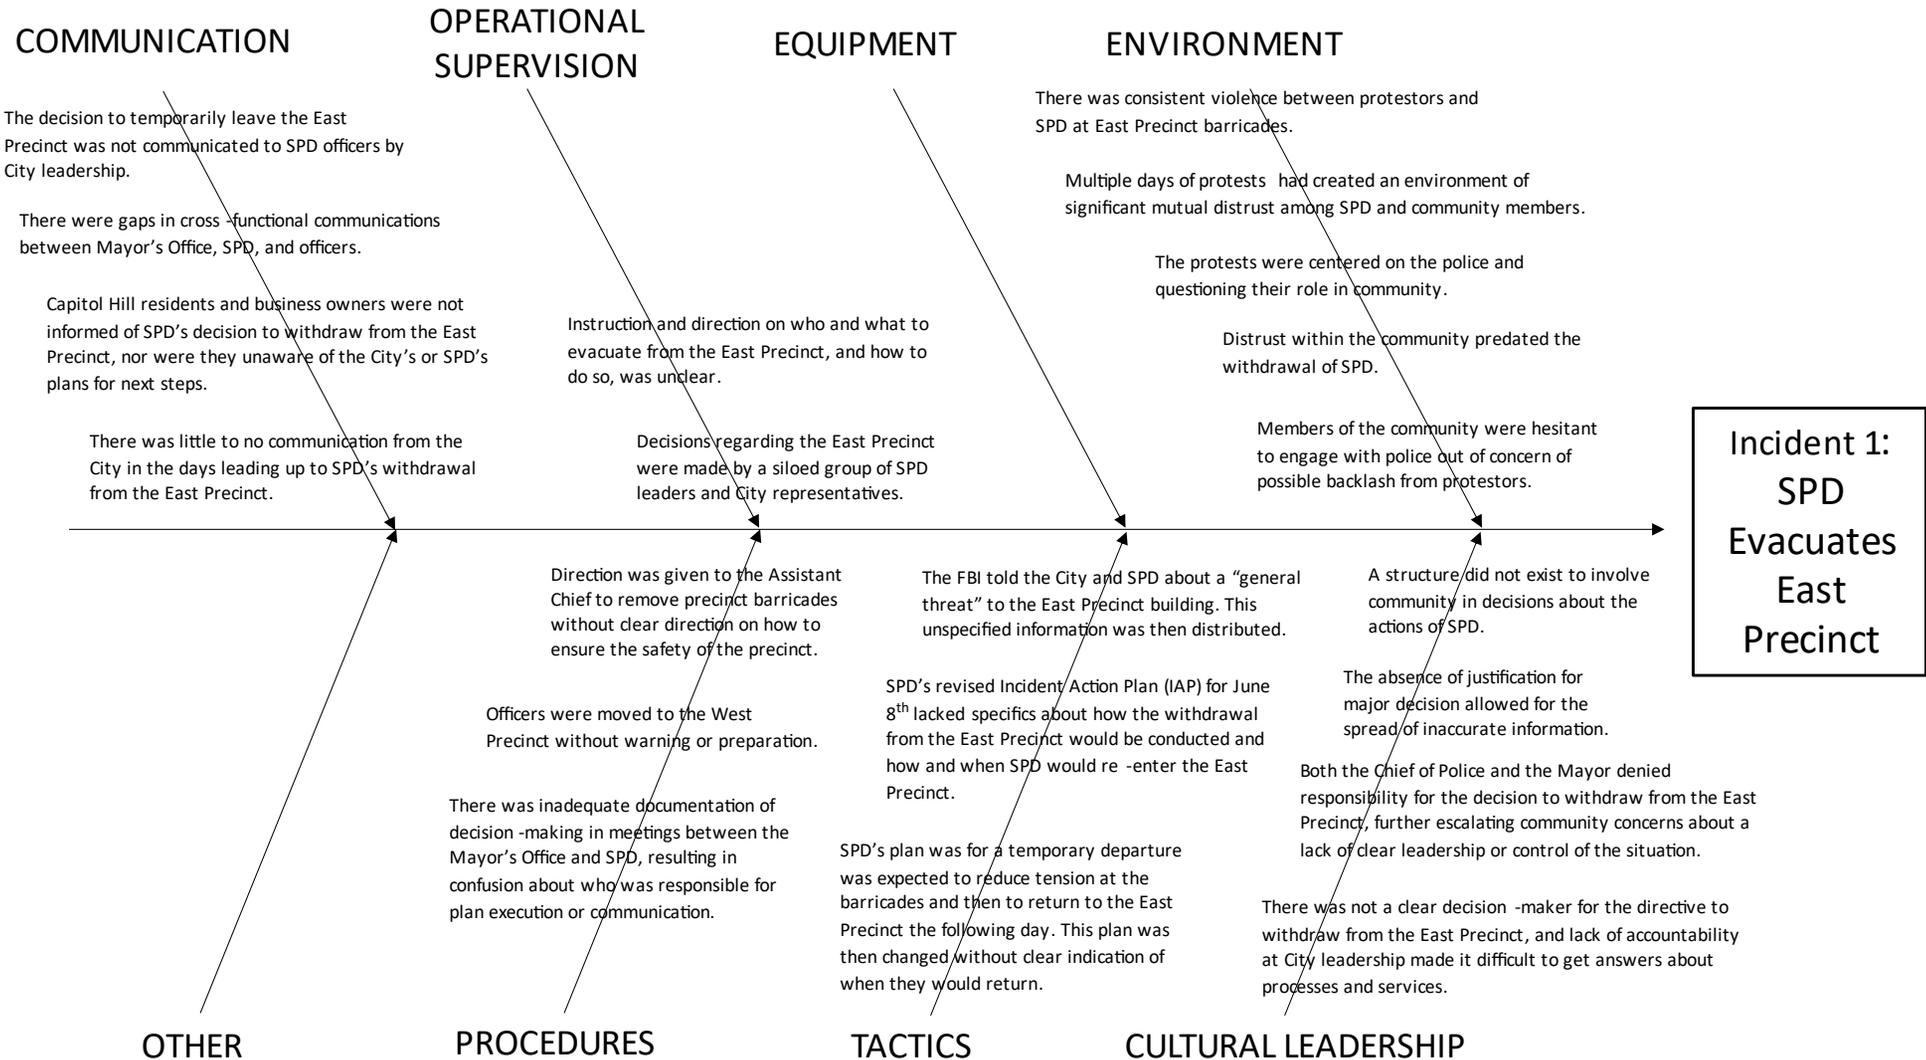 COMMUNICATION
OPERATIONAL
SUPERVISION
EQUIPMENT
ENVIRONMENT
The decision to temporarily leave the East
Precinct was not communicated to SPD officers by
City leadership.
There were gaps in cross -functional communications
between Mayor's Office, SPD, and officers.
Capitol Hill residents and business owners were not
informed of SPD's decision to withdraw from the East
Precinct, nor were they unaware of the City's or SPD's
plans for next steps.
There was little to no communication from the
City in the days leading up to SPD's withdrawal
from the East Precinct.
Instruction and direction on who and what to
evacuate from the East Precinct, and how to
do so, was unclear.
Decisions regarding the East Precinct
were made by a siloed group of SPD
leaders and City representatives.
There was consistent violence between protestors and
SPD at East Precinct barricades.
Multiple days of protests had created an environment of
significant mutual distrust among SPD and community members.
The protests were centered on the police and
questioning their role in community.
Distrust within the community predated the
withdrawal of SPD.
Members of the community were hesitant
to engage with police out of concern of
possible backlash from protestors.
Incident 1:
SPD
Evacuates
East
Precinct
Direction was given to the Assistant
Chief to remove precinct barricades
without clear direction on how to
ensure the safety of the precinct.
Officers were moved to the West
Precinct without warning or preparation.
There was inadequate documentation of
decision -making in meetings between the
Mayor's Office and SPD, resulting in
confusion about who was responsible for
plan execution or communication.
The FBI told the City and SPD about a "general
threat" to the East Precinct building. This
unspecified information was then distributed.
SPD's revised Incident Action Plan (IAP) for June
8th lacked specifics about how the withdrawal
from the East Precinct would be conducted and
how and when SPD would re -enter the East
Precinct.
SPD's plan was for a temporary departure
was expected to reduce tension at the
barricades and then to return to the East
Precinct the following day. This plan was
then changed without clear indication of
when they would return.
A structure did not exist to involve
community in decisions about the
actions of SPD.
The absence of justification for
major decision allowed for the
spread of inaccurate information.
Both the Chief of Police and the Mayor denied
responsibility for the decision to withdraw from the East
Precinct, further escalating community concerns about a
lack of clear leadership or control of the situation.
There was not a clear decision -maker for the directive to
withdraw from the East Precinct, and lack of accountability
at City leadership made it difficult to get answers about
processes and services.
OTHER
PROCEDURES
TACTICS
CULTURAL LEADERSHIP